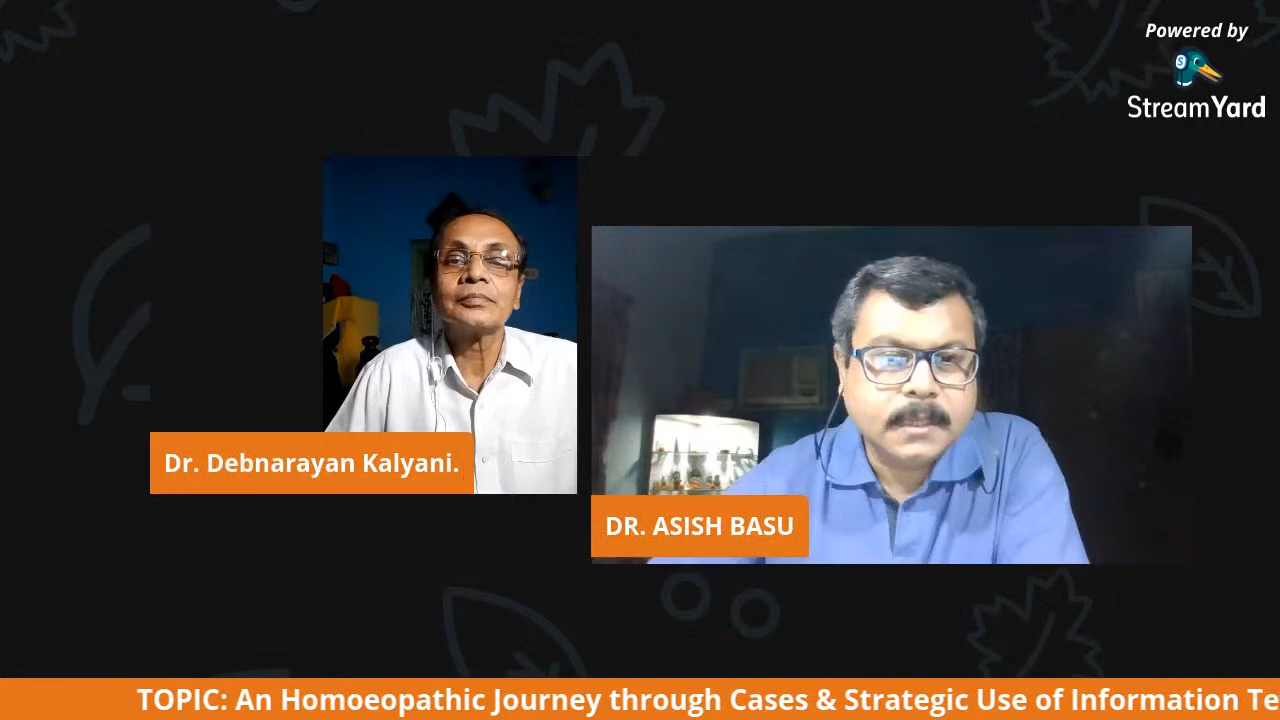 Powered by
StreamYard
Dr. Debnarayan Kalyani.
DR. ASISH BASU
TOPIC: An Homoeopathic Journey through Cases & Strategic Use of Information Te